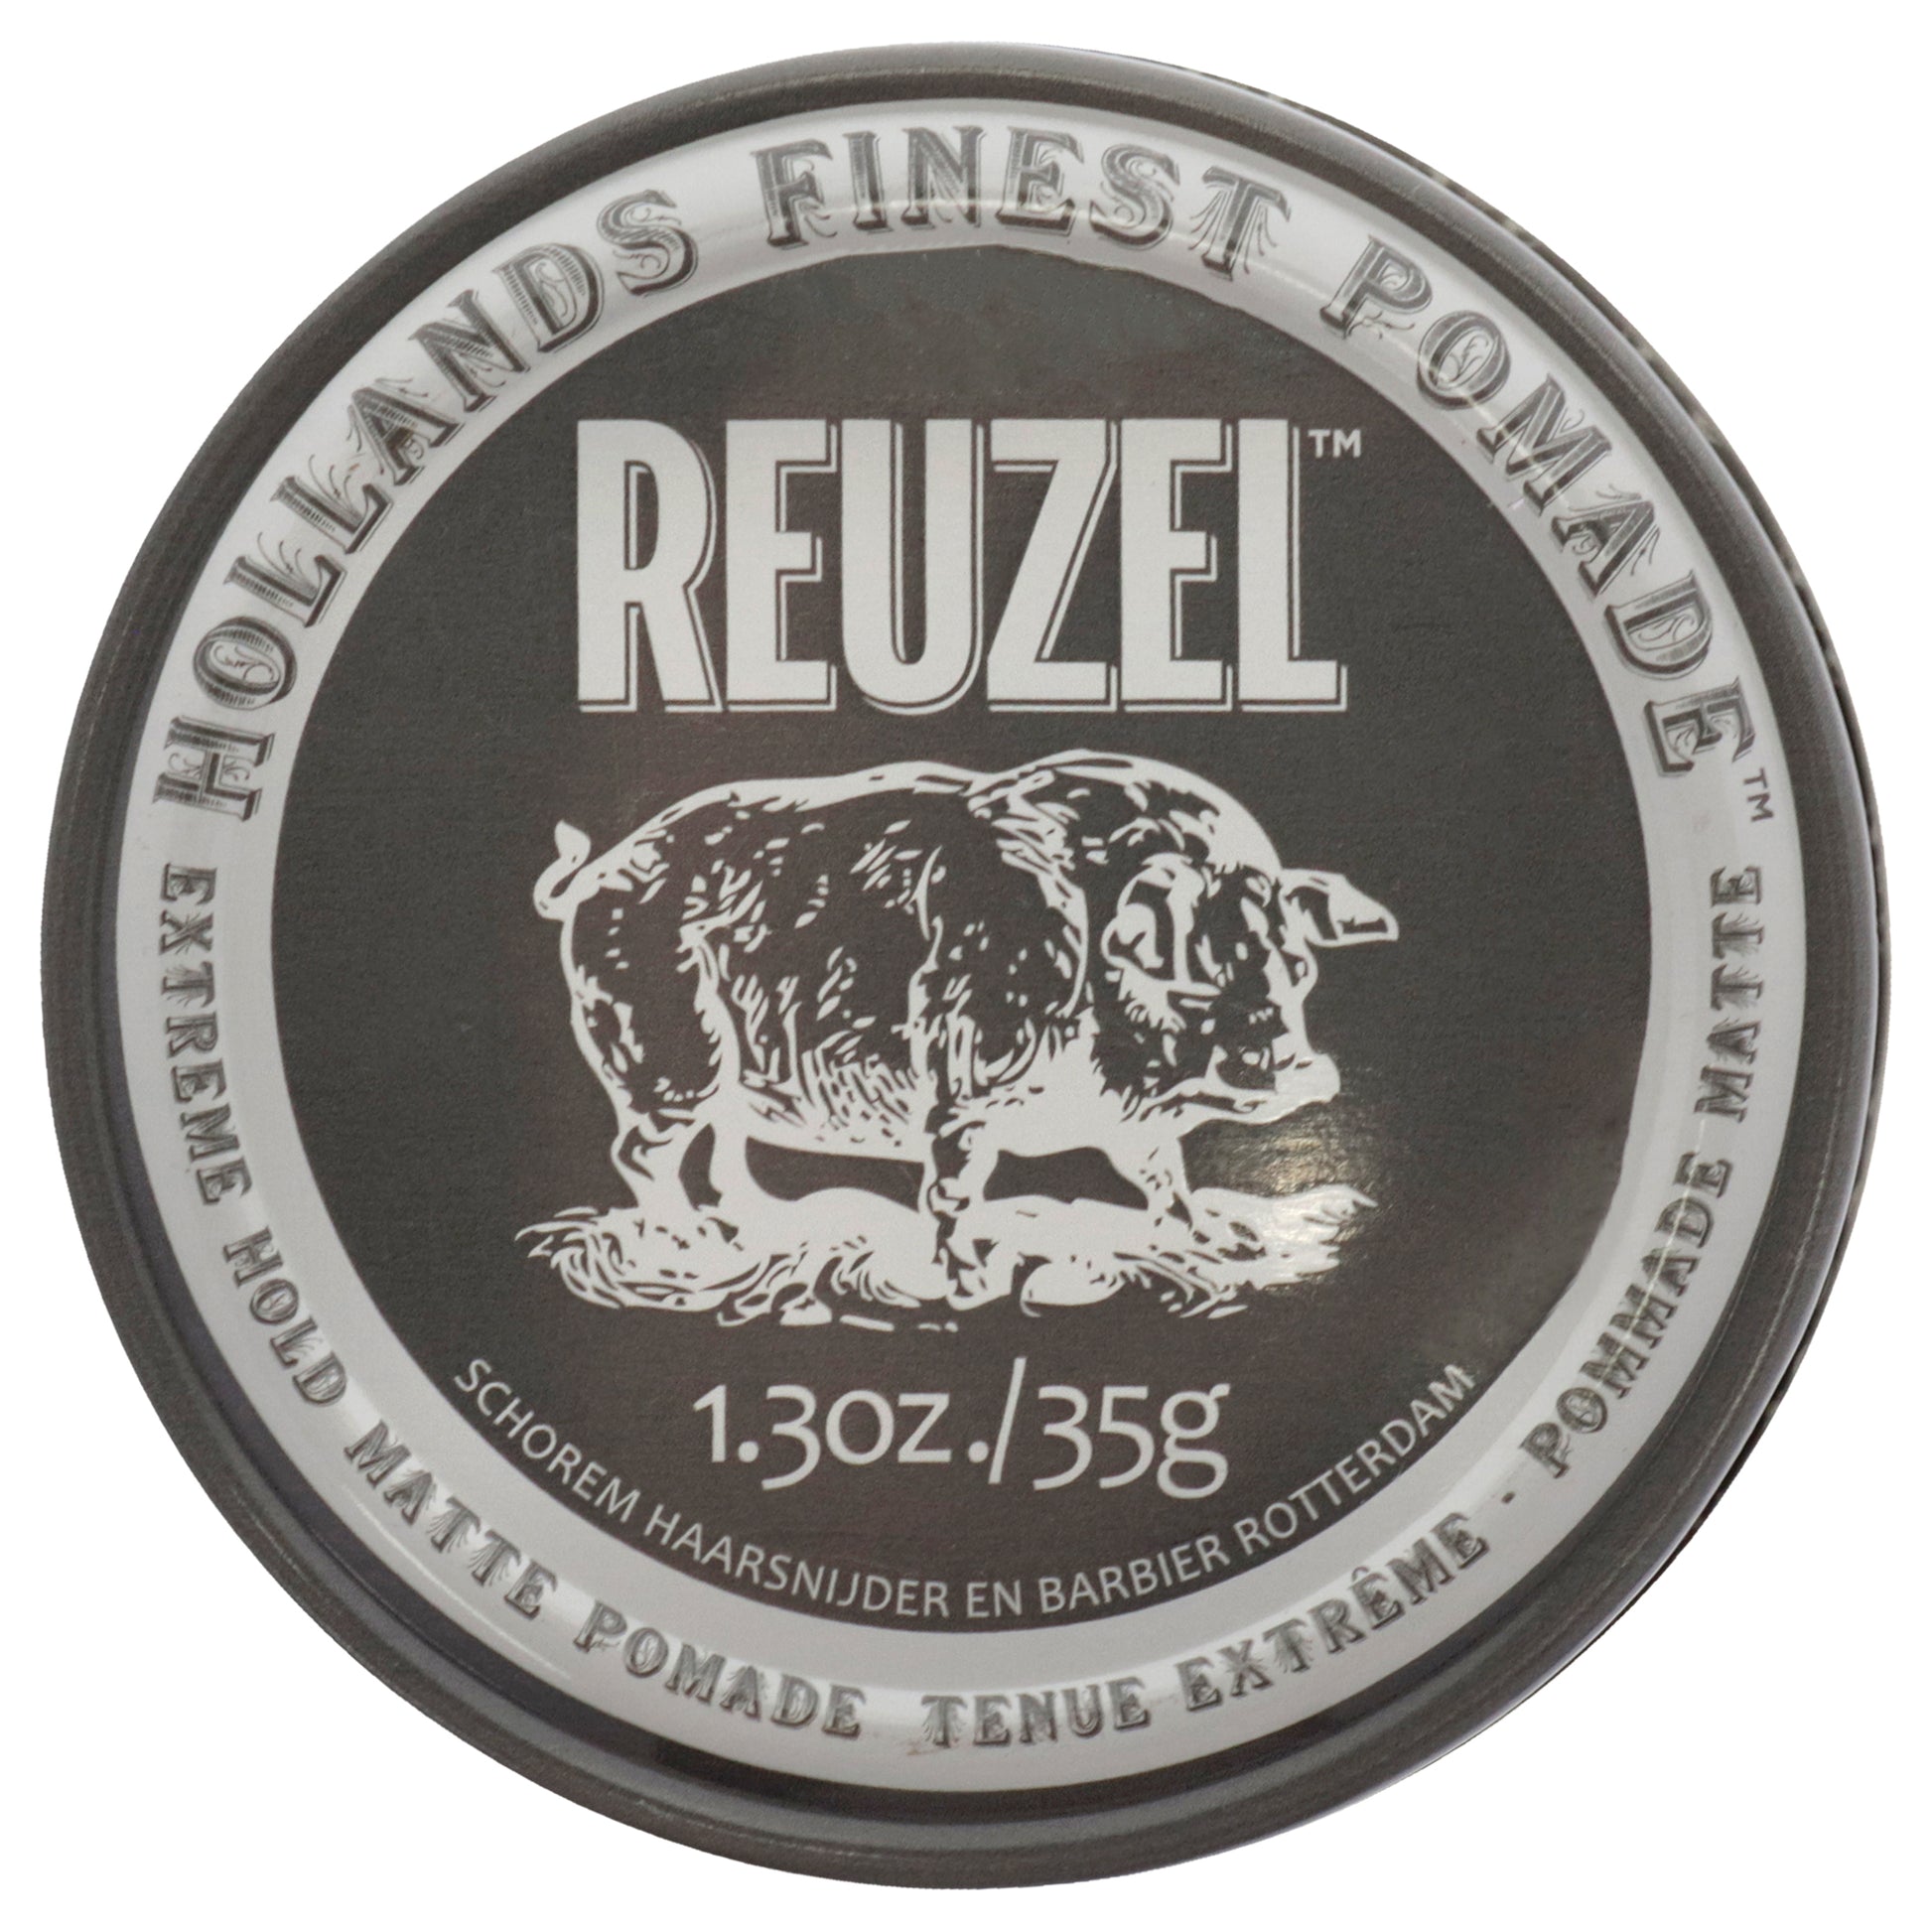 HOLLANDS FINEST POMADE™
REUZEL™
1.3oz./35g
SCHOREM HAARSNIJDER EN BARBIER ROTTERDAM
EXTREME HOLD MATTE POMADE
TENUE EXTRÊME - POMMADE MATTE